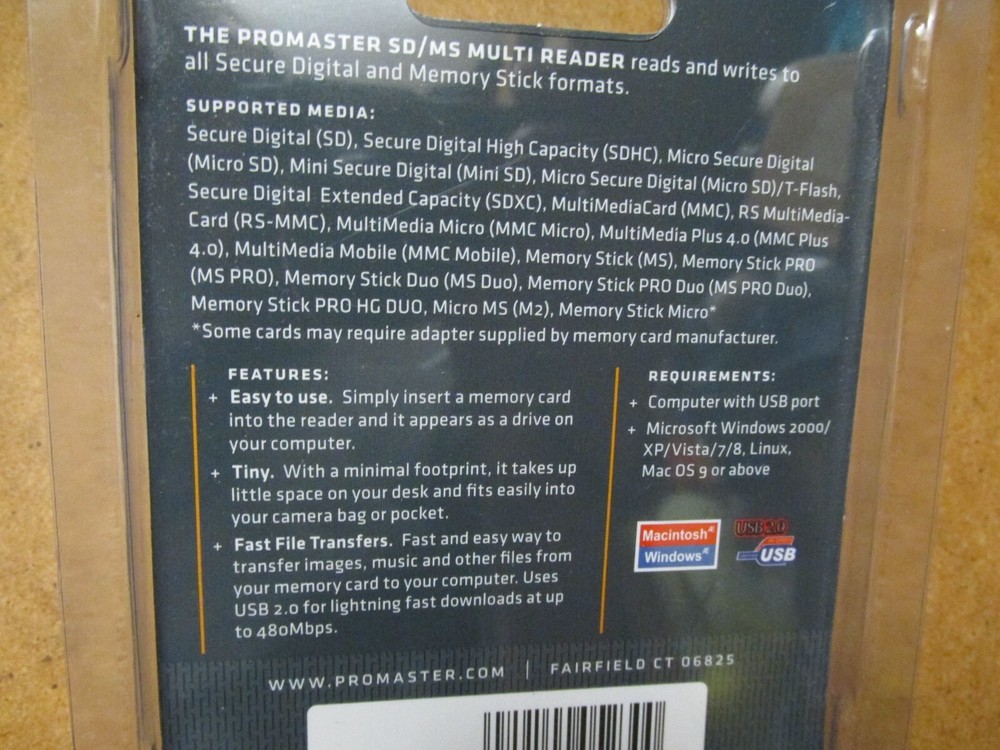 THE PROMASTER SD/MS MULTI READER reads and writes to
all Secure Digital and Memory Stick formats.
SUPPORTED MEDIA:
Secure Digital (SD), Secure Digital High Capacity (SDHC), Micro Secure Digital
(Micro SD), Mini Secure Digital (Mini SD), Micro Secure Digital (Micro SD)/T-Flash,
Secure Digital Extended Capacity (SDXC), MultiMediaCard (MMC), RS MultiMedia-
Card (RS-MMC), MultiMedia Micro (MMC Micro), MultiMedia Plus 4.0 (MMC Plus
4.0), MultiMedia Mobile (MMC Mobile), Memory Stick (MS), Memory Stick PRO
(MS PRO), Memory Stick Duo (MS Duo), Memory Stick PRO Duo (MS PRO Duo),
Memory Stick PRO HG DUO, Micro MS (M2), Memory Stick Micro*
*Some cards may require adapter supplied by memory card manufacturer.
FEATURES:
+ Easy to use. Simply insert a memory card
into the reader and it appears as a drive on
your computer.
+ Tiny. With a minimal footprint, it takes up
little space on your desk and fits easily into
your camera bag or pocket.
+ Fast File Transfers. Fast and easy way to
transfer images, music and other files from
your memory card to your computer. Uses
USB 2.0 for lightning fast downloads at up
to 480Mbps.
REQUIREMENTS:
+ Computer with USB port
+ Microsoft Windows 2000/
XP/Vista/7/8, Linux,
Mac OS 9 or above
Macintosh®
Windows®
USB 2.0
USB
WWW.PROMASTER.COM | FAIRFIELD CT 06825